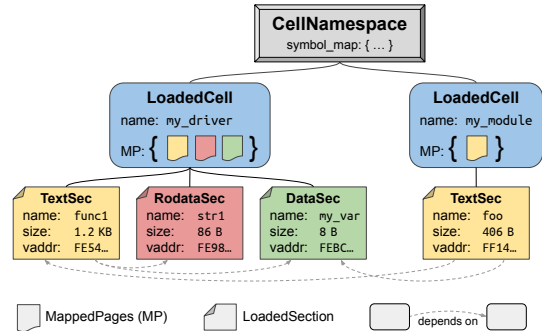 CellNamespace
symbol_map: { … }
LoadedCell
name: my_driver
MP: { }
LoadedCell
name: my_module
MP: { }
TextSec
name: func1
size: 1.2 KB
vaddr: FE54…
RodataSec
name: str1
size: 86 B
vaddr: FE98…
DataSec
name: my_var
size: 8 B
vaddr: FEBC…
TextSec
name: foo
size: 406 B
vaddr: FF14…
MappedPages (MP)
LoadedSection
depends on